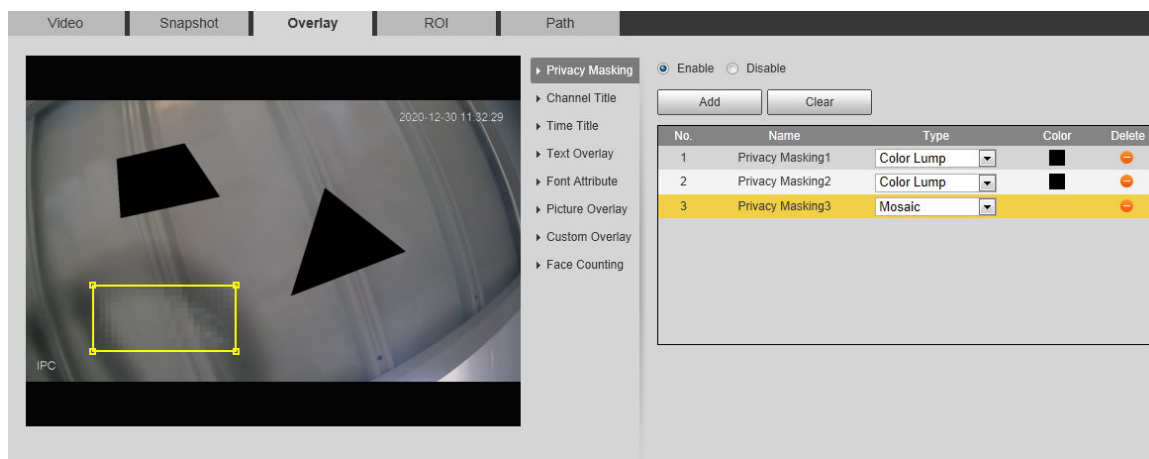 Video Snapshot Overlay ROI Path
2020-12-30 11:32:29
IPC
Privacy Masking
Channel Title
Time Title
Text Overlay
Font Attribute
Picture Overlay
Custom Overlay
Face Counting
Enable Disable
Add Clear
No. Name Type Color Delete
1 Privacy Masking1 Color Lump
2 Privacy Masking2 Color Lump
3 Privacy Masking3 Mosaic